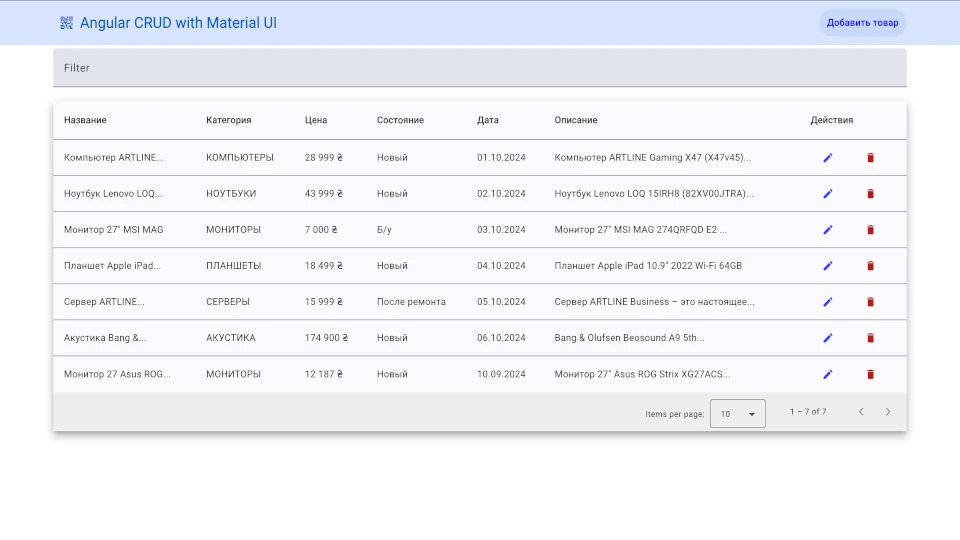 Angular CRUD with Material UI
Добавить товар
Filter
Название Категория Цена Состояние Дата Описание Действия
Компьютер ARTLINE... КОМПЬЮТЕРЫ 28 999 ₴ Новый 01.10.2024 Компьютер ARTLINE Gaming X47 (X47v45)...
Ноутбук Lenovo LOQ... НОУТБУКИ 43 999 ₴ Новый 02.10.2024 Ноутбук Lenovo LOQ 15IRH8 (82XV00JTRA)...
Монитор 27" MSI MAG МОНИТОРЫ 7 000 ₴ Б/у 03.10.2024 Монитор 27" MSI MAG 274QRFQD E2 ...
Планшет Apple iPad... ПЛАНШЕТЫ 18 499 ₴ Новый 04.10.2024 Планшет Apple iPad 10.9" 2022 Wi-Fi 64GB
Сервер ARTLINE... СЕРВЕРЫ 15 999 ₴ После ремонта 05.10.2024 Сервер ARTLINE Business – это настоящее...
Акустика Bang &... АКУСТИКА 174 900 ₴ Новый 06.10.2024 Bang & Olufsen Beosound A9 5th...
Монитор 27 Asus ROG... МОНИТОРЫ 12 187 ₴ Новый 10.09.2024 Монитор 27" Asus ROG Strix XG27ACS...
Items per page: 10 1 – 7 of 7